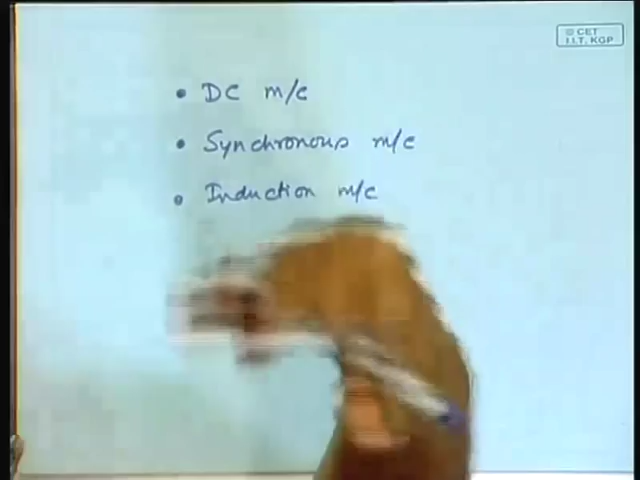 © CET
I.I.T. KGP
• DC m/c
• Synchronous m/c
• Induction m/c